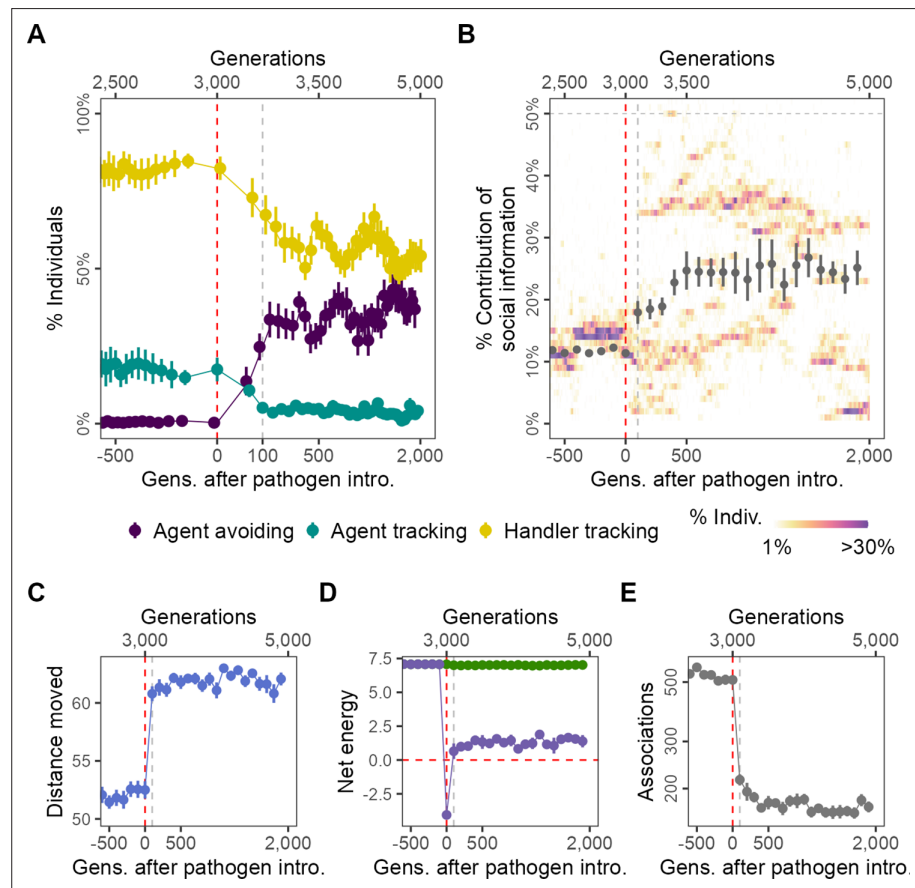 A
B
Generations
Generations
2,500 3,000 3,500 5,000
2,500 3,000 3,500 5,000
% Individuals
100%
50%
0%
% Contribution of
social information
50%
40%
30%
20%
10%
0%
-500 0 100 500 2,000
-500 0 500 2,000
Gens. after pathogen intro.
Gens. after pathogen intro.
Agent avoiding Agent tracking Handler tracking
% Indiv.
1% >30%
C
D
E
Generations
Generations
Generations
3,000 5,000
3,000 5,000
3,000 5,000
Distance moved
60
55
50
Net energy
7.5
5.0
2.5
0.0
-2.5
Associations
500
300
200
-500 0 500 2,000
-500 0 500 2,000
-500 0 500 2,000
Gens. after pathogen intro.
Gens. after pathogen intro.
Gens. after pathogen intro.